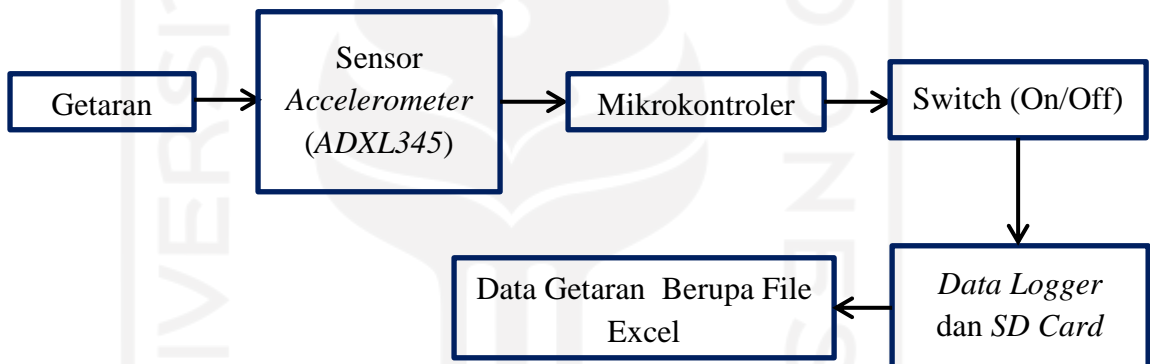 Getaran
Sensor
Accelerometer
(ADXL345)
Mikrokontroler
Switch (On/Off)
Data Logger
dan SD Card
Data Getaran Berupa File
Excel